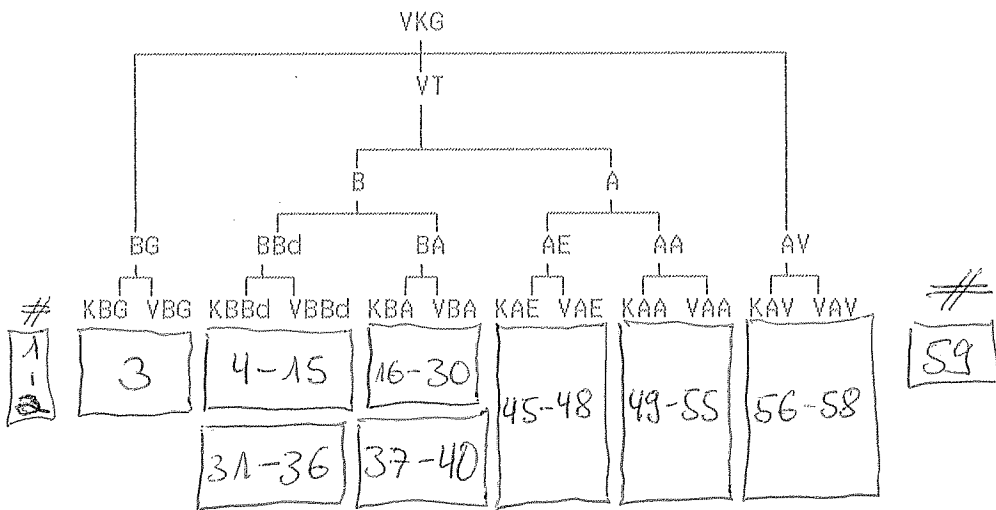 VKG
VT
B A
BG BBd BA AE AA AV
# KBG VBG KBBd VBBd KBA VBA KAE VAE KAA VAA KAV VAV #
1-2 3 4-15 16-30 45-48 49-55 56-58 59
31-36 37-40